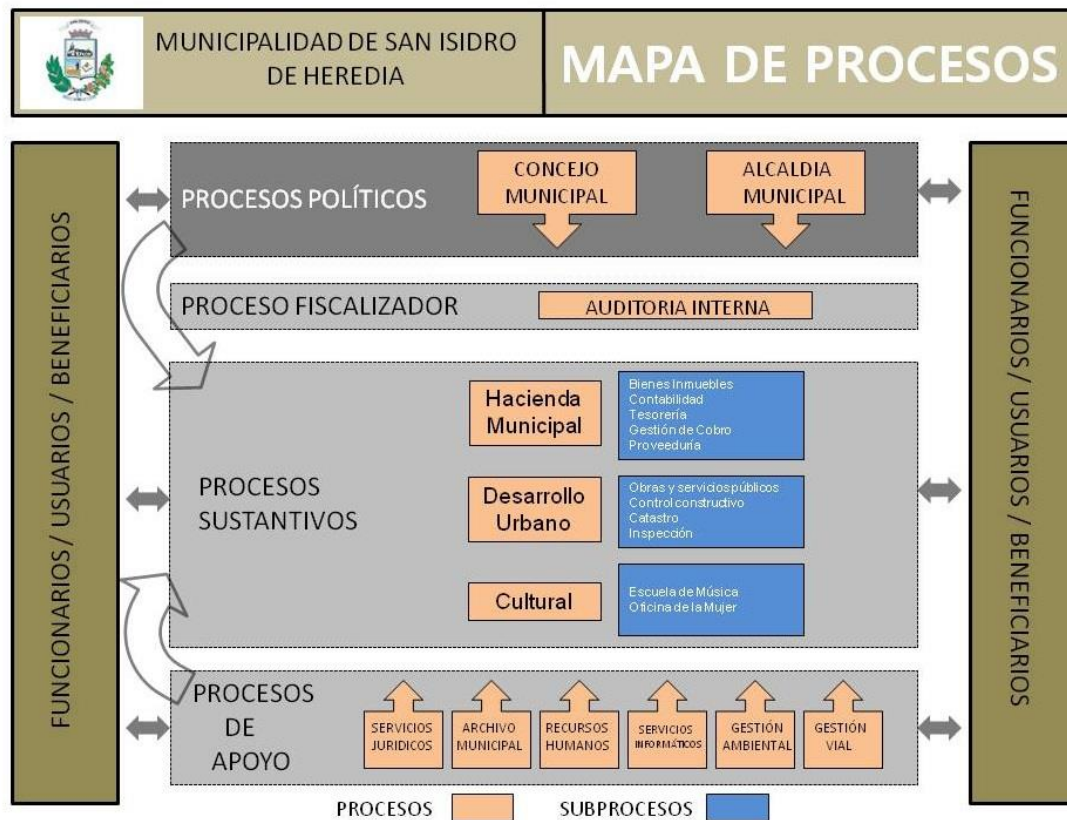 MUNICIPALIDAD DE SAN ISIDRO
DE HEREDIA
MAPA DE PROCESOS
FUNCIONARIOS / USUARIOS / BENEFICIARIOS
PROCESOS POLÍTICOS
CONCEJO
MUNICIPAL
ALCALDIA
MUNICIPAL
PROCESO FISCALIZADOR
AUDITORIA INTERNA
PROCESOS
SUSTANTIVOS
Hacienda
Municipal
Bienes Inmuebles
Contabilidad
Tesorería
Gestión de Cobro
Proveeduría
Desarrollo
Urbano
Obras y servicios públicos
Control constructivo
Catastro
Inspección
Cultural
Escuela de Música
Oficina de la Mujer
PROCESOS
DE
APOYO
SERVICIOS
JURIDICOS
ARCHIVO
MUNICIPAL
RECURSOS
HUMANOS
SERVICIOS
INFORMÁTICOS
GESTIÓN
AMBIENTAL
GESTIÓN
VIAL
FUNCIONARIOS/ USUARIOS / BENEFICIARIOS
PROCESOS
SUBPROCESOS